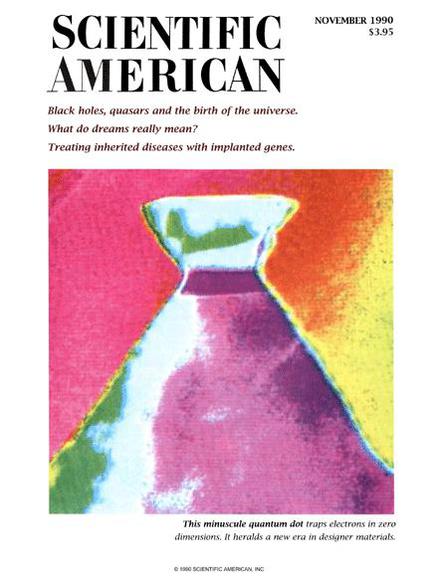 SCIENTIFIC
AMERICAN
NOVEMBER 1990
$3.95
Black holes, quasars and the birth of the universe.
What do dreams really mean?
Treating inherited diseases with implanted genes.
This minuscule quantum dot traps electrons in zero
dimensions. It heralds a new era in designer materials.
© 1990 SCIENTIFIC AMERICAN, INC